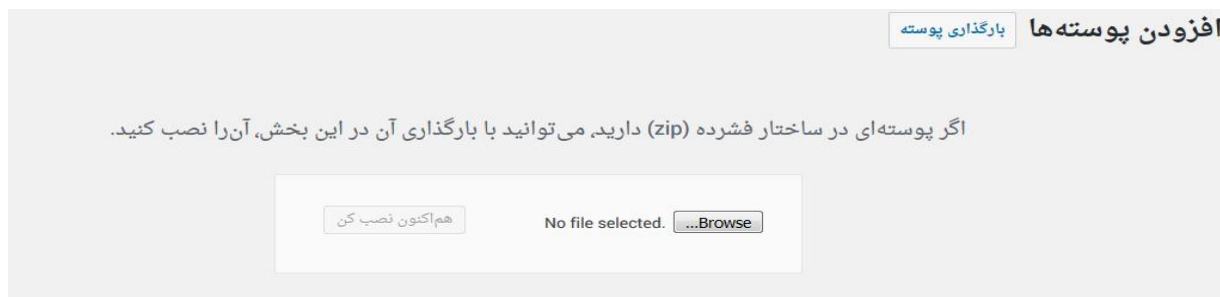 افزودن پوسته‌ها بارگذاری پوسته
اگر پوسته‌ای در ساختار فشرده (zip) دارید، می‌توانید با بارگذاری آن در این بخش، آن‌را نصب کنید.
...Browse No file selected. هم‌اکنون نصب کن